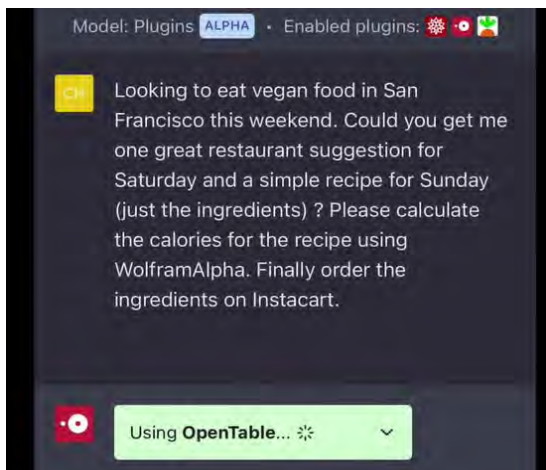 Model: Plugins ALPHA · Enabled plugins:
CH
Looking to eat vegan food in San
Francisco this weekend. Could you get me
one great restaurant suggestion for
Saturday and a simple recipe for Sunday
(just the ingredients) ? Please calculate
the calories for the recipe using
WolframAlpha. Finally order the
ingredients on Instacart.
Using OpenTable...